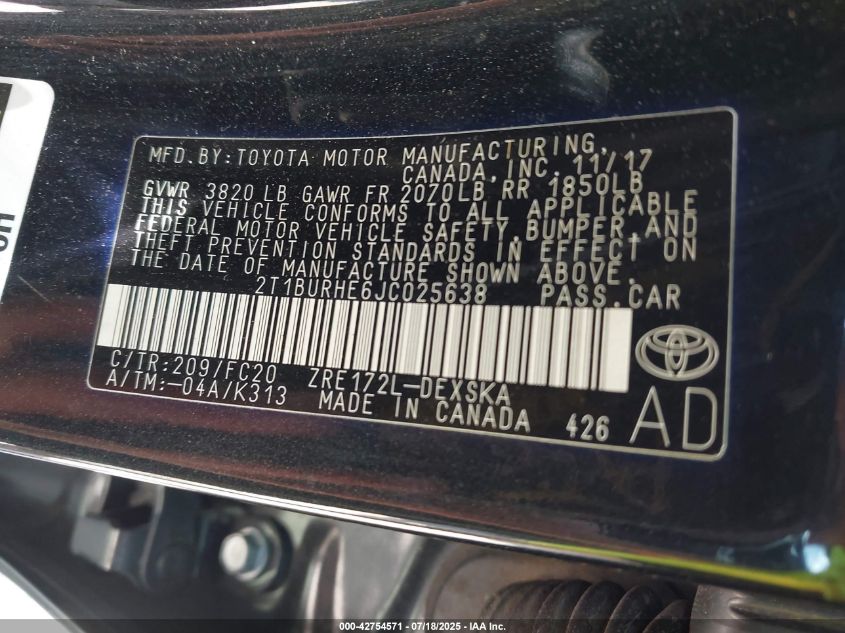 MFD.BY:TOYOTA MOTOR MANUFACTURING,
CANADA,INC. 11/17
GVWR 3820 LB GAWR FR 2070LB RR 1850LB
THIS VEHICLE CONFORMS TO ALL APPLICABLE
FEDERAL MOTOR VEHICLE SAFETY,BUMPER,AND
THEFT PREVENTION STANDARDS IN EFFECT ON
THE DATE OF MANUFACTURE SHOWN ABOVE.
2T1BURHE6JC025638 PASS.CAR
C/TR:209/FC20 ZRE172L-DEXSKA
A/TM:-04A/K313 MADE IN CANADA 426 AD
000-42754571 - 07/18/2025 - IAA Inc.